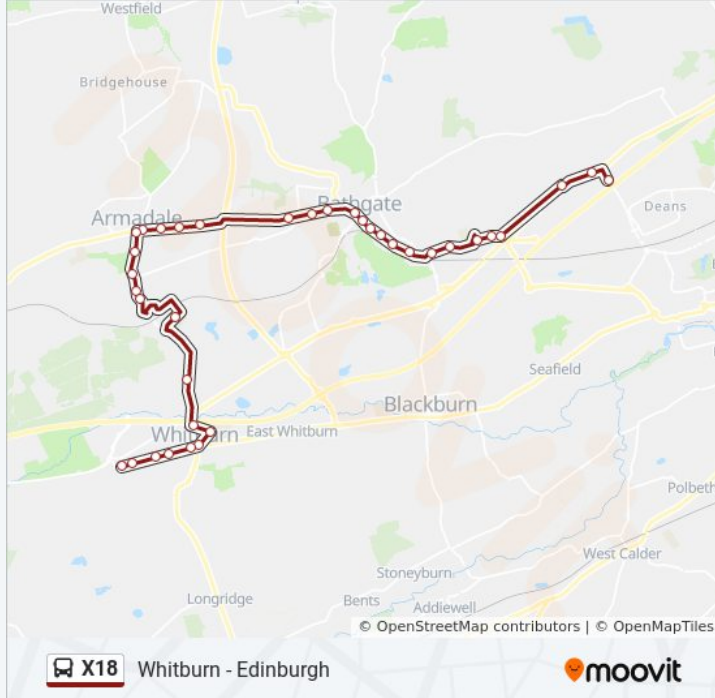 Westfield
Bridgehouse
Bathgate
Armadale
Deans
Seafield
Blackburn
Whitburn
East Whitburn
Polbeth
West Calder
Stoneyburn
Longridge
Bents
Addiewell
© OpenStreetMap contributors | © OpenMapTiles
X18 Whitburn - Edinburgh
moovit